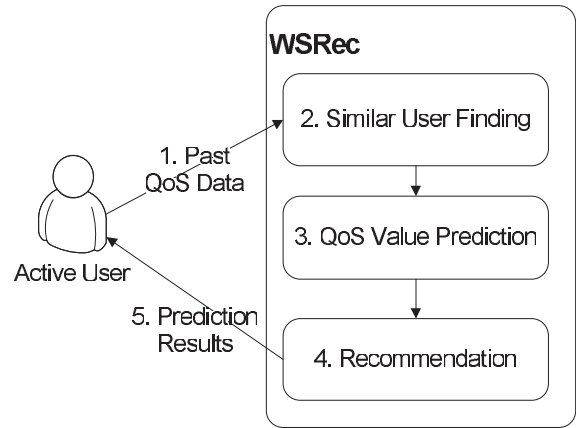 WSRec
2. Similar User Finding
1. Past
QoS Data
3. QoS Value Prediction
Active User
5. Prediction
Results
4. Recommendation